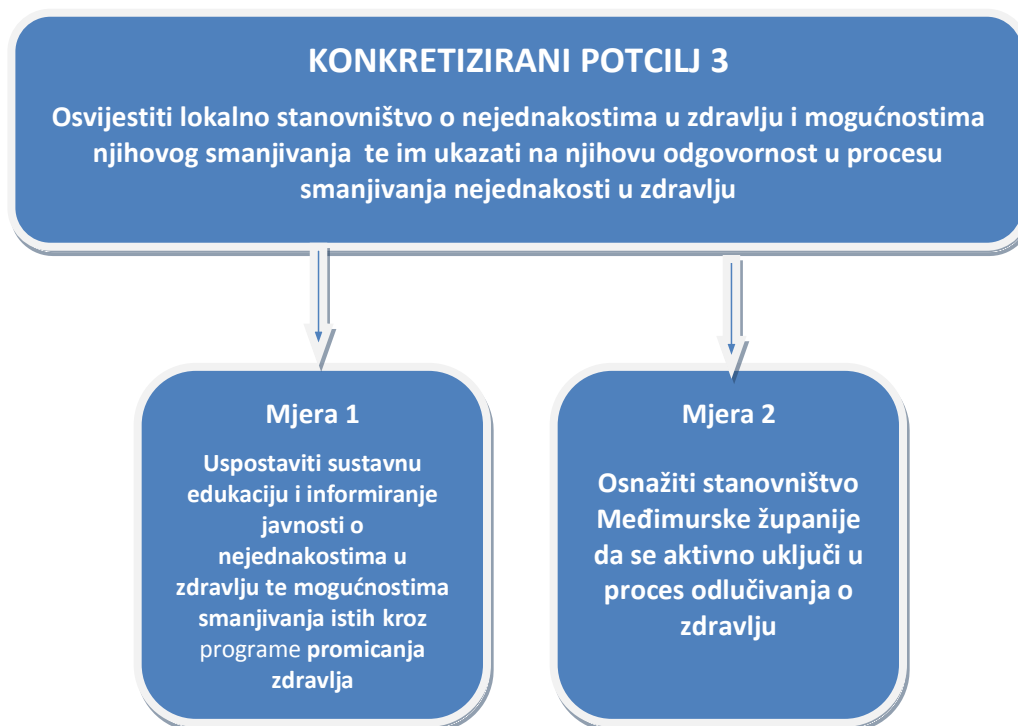 KONKRETIZIRANI POTCILJ 3
Osvijestiti lokalno stanovništvo o nejednakostima u zdravlju i mogućnostima
njihovog smanjivanja te im ukazati na njihovu odgovornost u procesu
smanjivanja nejednakosti u zdravlju
Mjera 1
Uspostaviti sustavnu
edukaciju i informiranje
javnosti o
nejednakostima u
zdravlju te mogućnostima
smanjivanja istih kroz
programe promicanja
zdravlja
Mjera 2
Osnažiti stanovništvo
Međimurske županije
da se aktivno uključi u
proces odlučivanja o
zdravlju